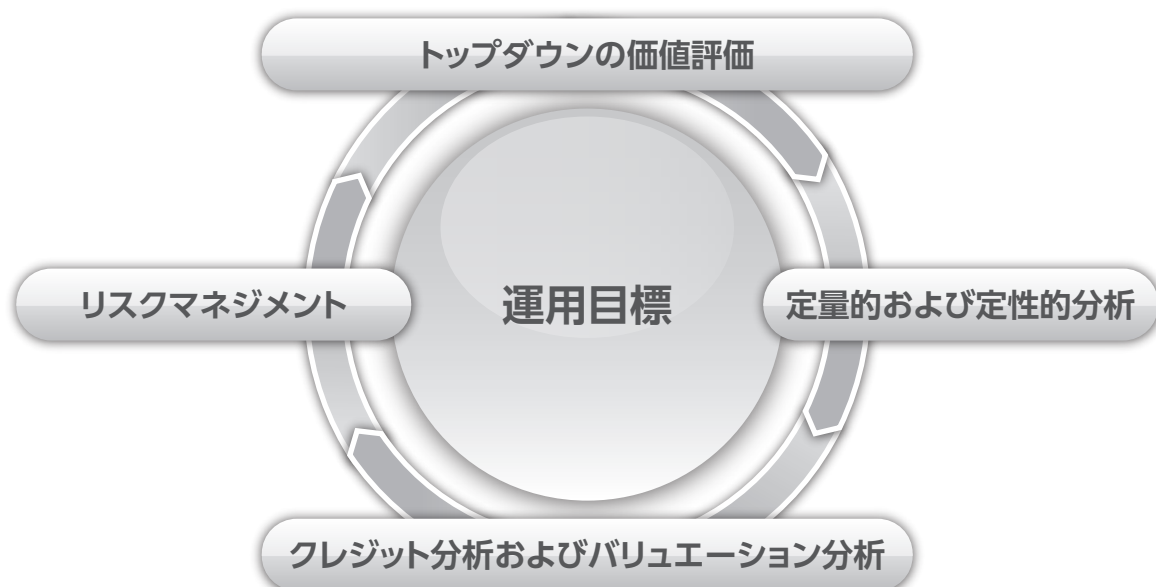 トップダウンの価値評価
リスクマネジメント
運用目標
定量的および定性的分析
クレジット分析およびバリュエーション分析